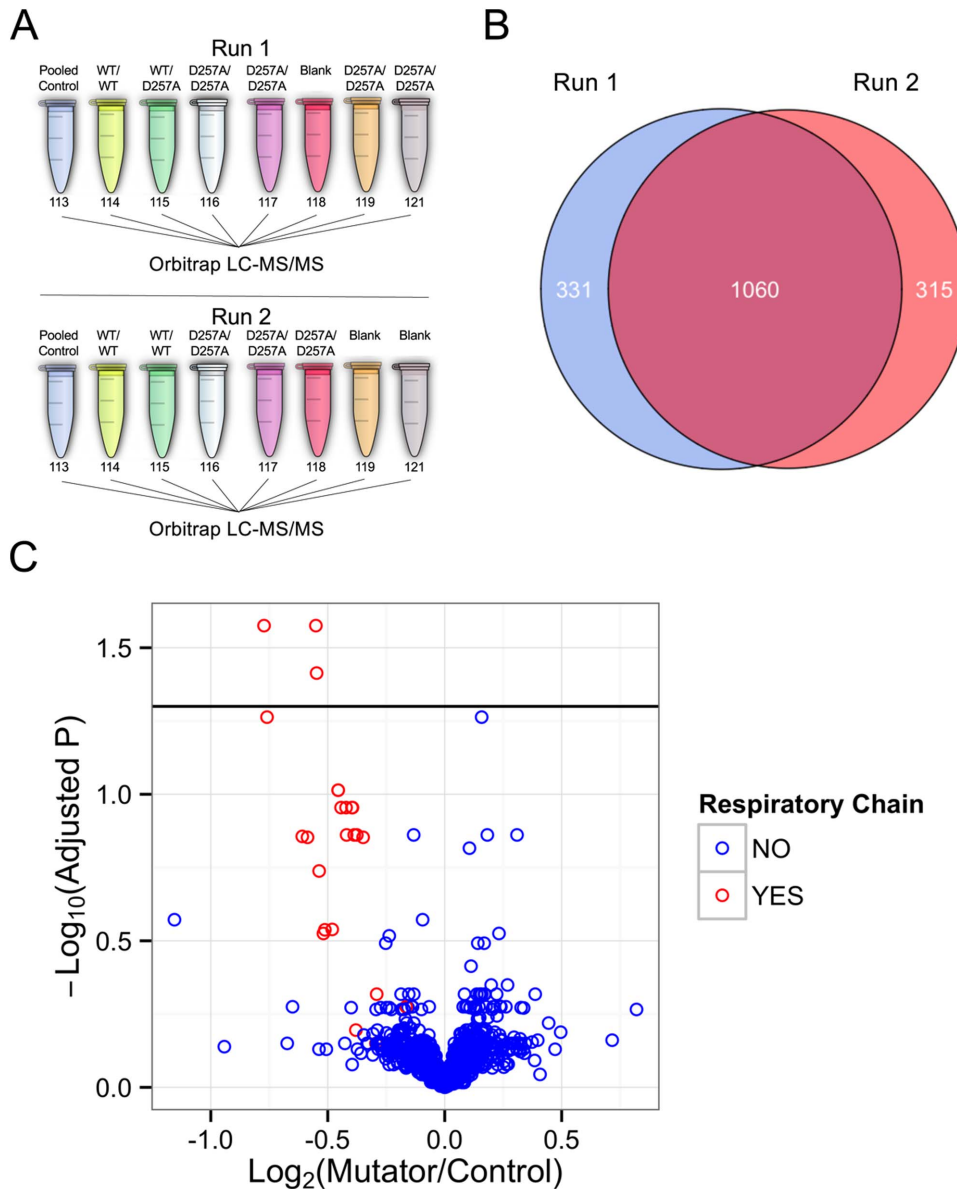 A
Run 1
Pooled Control
WT/ WT
WT/ D257A
D257A/ D257A
D257A/ D257A
Blank
D257A/ D257A
D257A/ D257A
113 114 115 116 117 118 119 121
Orbitrap LC-MS/MS
Run 2
Pooled Control
WT/ WT
WT/ WT
D257A/ D257A
D257A/ D257A
D257A/ D257A
Blank
Blank
113 114 115 116 117 118 119 121
Orbitrap LC-MS/MS
B
Run 1 Run 2
331 1060 315
C
−Log10(Adjusted P)
1.5
1.0
0.5
0.0
-1.0 -0.5 0.0 0.5
Log2(Mutator/Control)
Respiratory Chain
NO
YES